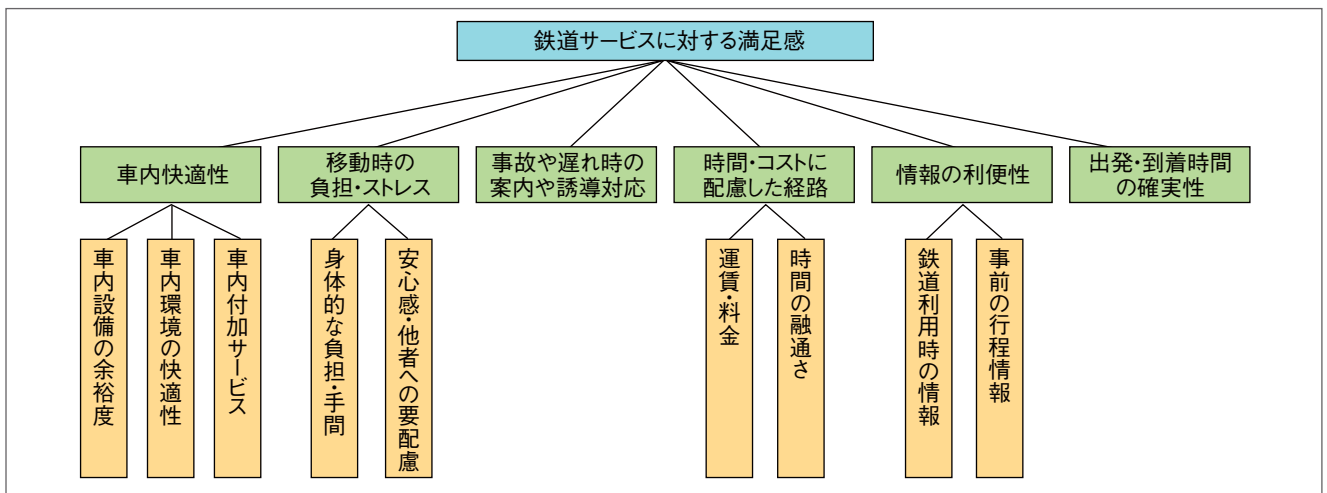 鉄道サービスに対する満足感
車内快適性
移動時の
負担・ストレス
事故や遅れ時の
案内や誘導対応
時間・コストに
配慮した経路
情報の利便性
出発・到着時間
の確実性
車内設備の余裕度
車内環境の快適性
車内付加サービス
身体的な負担・手間
安心感・他者への要配慮
運賃・料金
時間の融通さ
鉄道利用時の情報
事前の行程情報